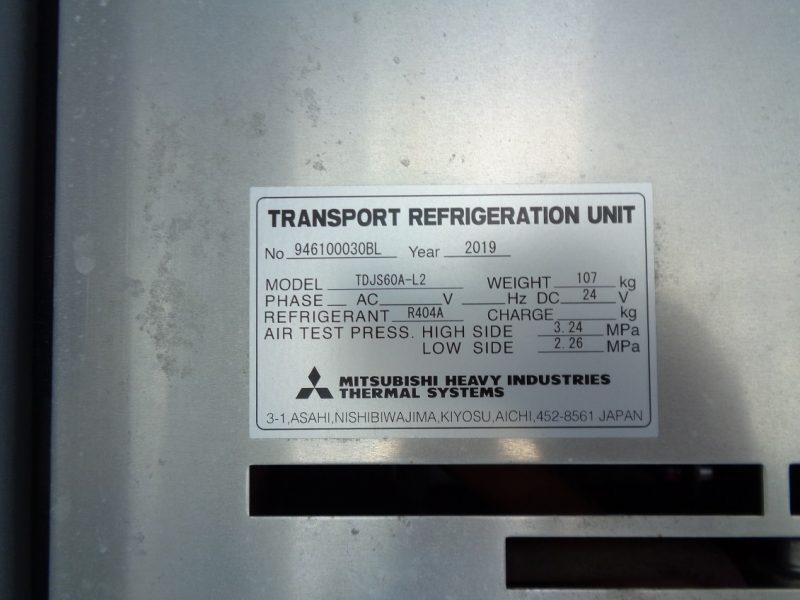 TRANSPORT REFRIGERATION UNIT
No 946100030BL Year 2019
MODEL TDJS60A-L2 WEIGHT 107 kg
PHASE AC V Hz DC 24 V
REFRIGERANT R404A CHARGE kg
AIR TEST PRESS. HIGH SIDE 3.24 MPa
LOW SIDE 2.26 MPa
MITSUBISHI HEAVY INDUSTRIES
THERMAL SYSTEMS
3-1,ASAHI,NISHIBIWAJIMA,KIYOSU,AICHI,452-8561 JAPAN